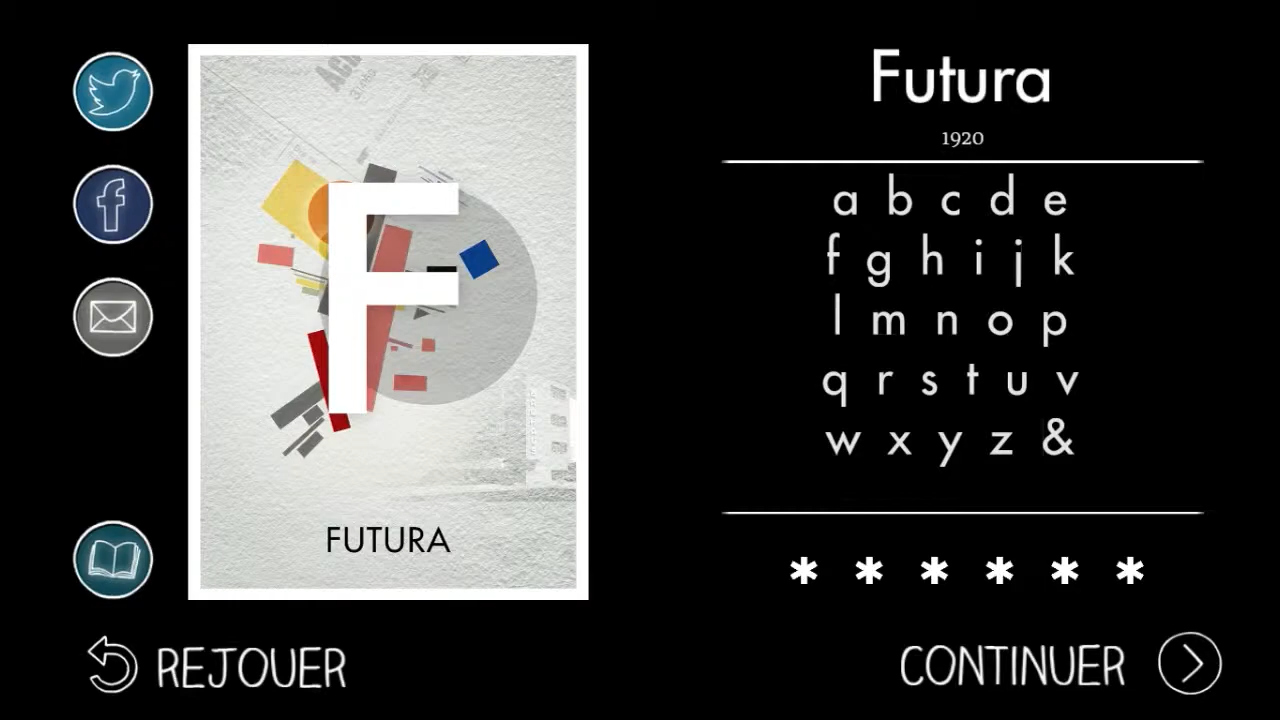 Futura
1920
a b c d e
f g h i j k
l m n o p
q r s t u v
w x y z &
F
FUTURA
* * * * * *
REJOUER
CONTINUER